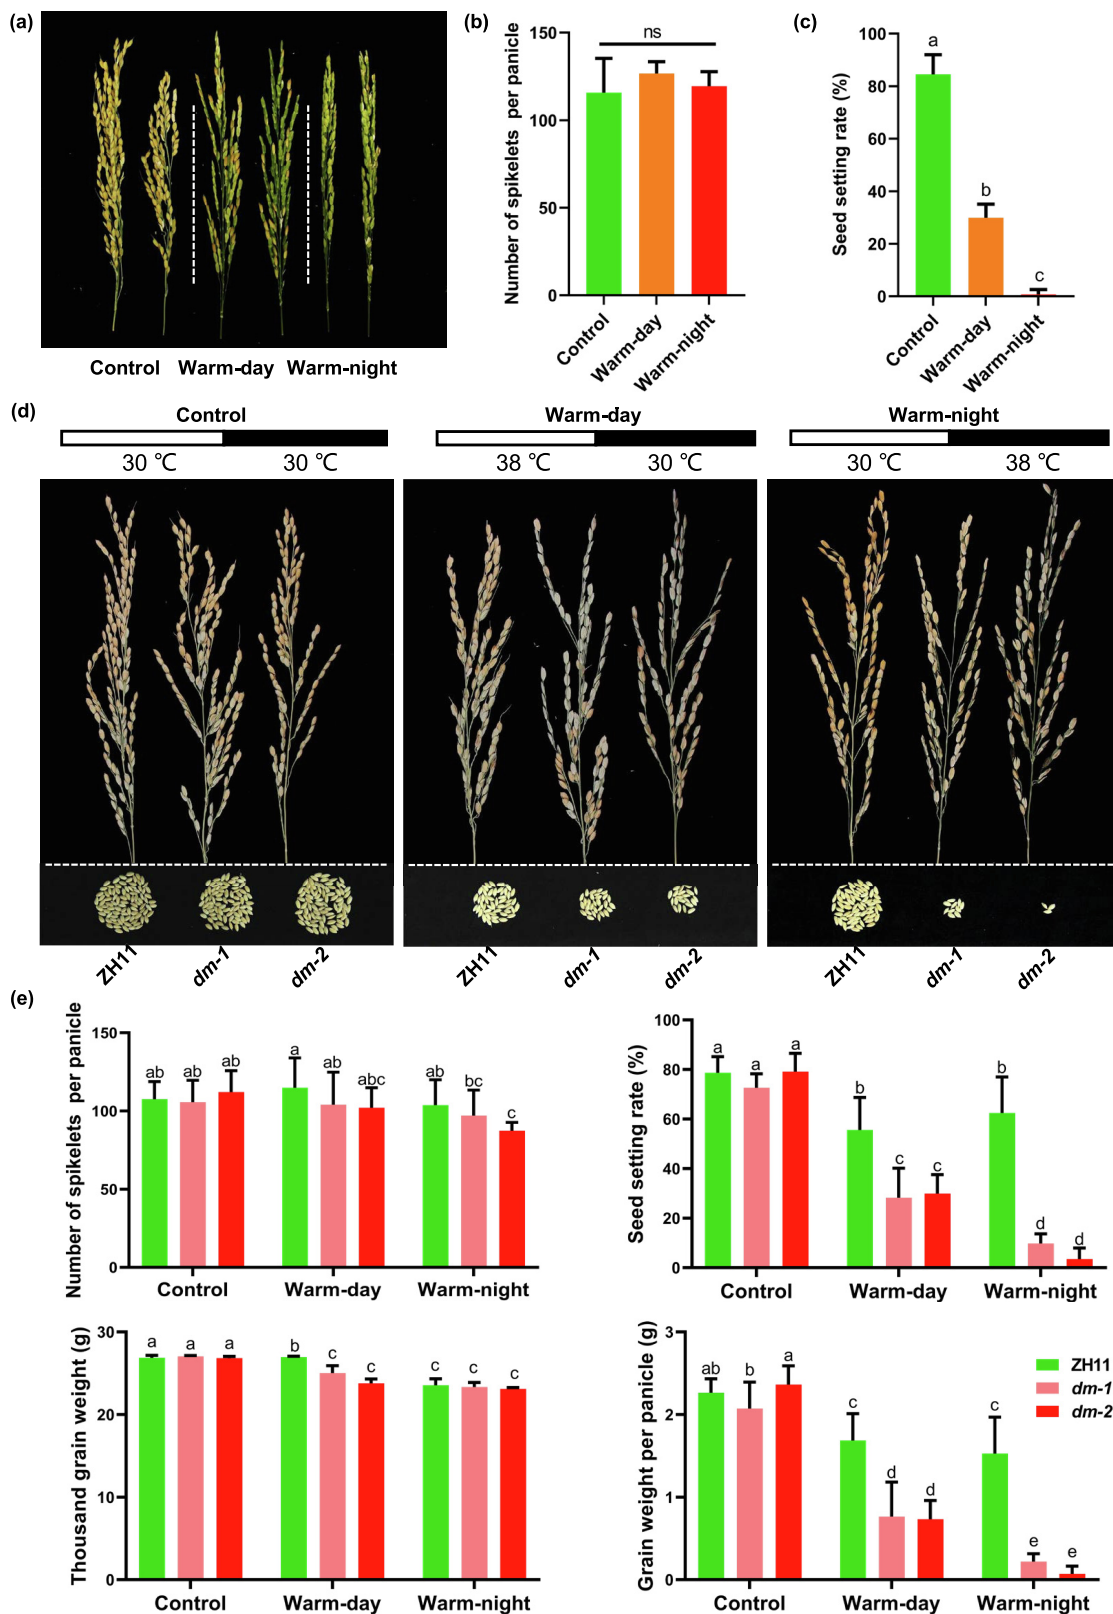 (a)
Control Warm-day Warm-night
(b)
Number of spikelets per panicle
150
100
50
0
ns
Control
Warm-day
Warm-night
(c)
Seed setting rate (%)
100
80
60
40
20
0
a
b
c
Control
Warm-day
Warm-night
(d)
Control
30 °C 30 °C
ZH11
dm-1
dm-2
Warm-day
38 °C 30 °C
ZH11
dm-1
dm-2
Warm-night
30 °C 38 °C
ZH11
dm-1
dm-2
(e)
Number of spikelets per panicle
150
100
50
0
ab ab ab
a ab abc
ab bc c
Control Warm-day Warm-night
Seed setting rate (%)
100
80
60
40
20
0
a a a
b c c
b d d
Control Warm-day Warm-night
Thousand grain weight (g)
30
20
10
0
a a a
b c c
c c c
Control Warm-day Warm-night
Grain weight per panicle (g)
3
2
1
0
ab b a
c d d
c e e
Control Warm-day Warm-night
ZH11
dm-1
dm-2